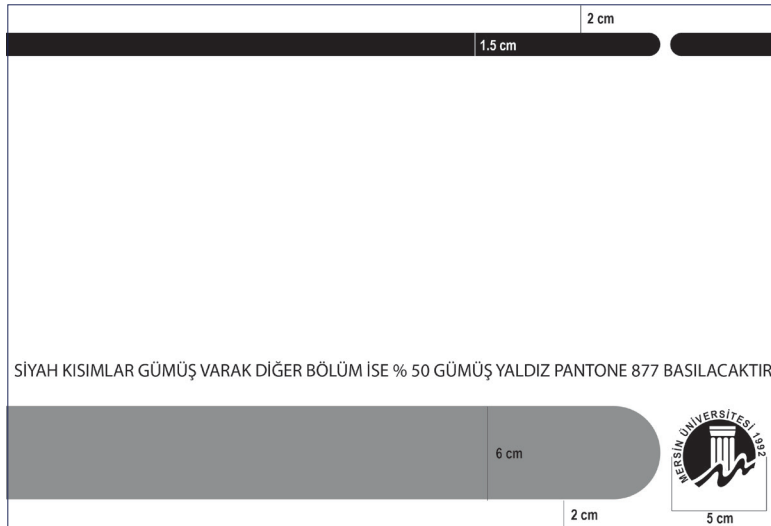 2 cm
1.5 cm
SİYAH KISIMLAR GÜMÜŞ VARAK DİĞER BÖLÜM İSE % 50 GÜMÜŞ YALDIZ PANTONE 877 BASILACAKTIR
MERSİN ÜNİVERSİTESİ 1992
6 cm
2 cm
5 cm